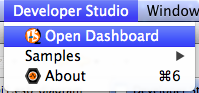 Developer Studio Window
Open Dashboard
Samples
About ⌘6